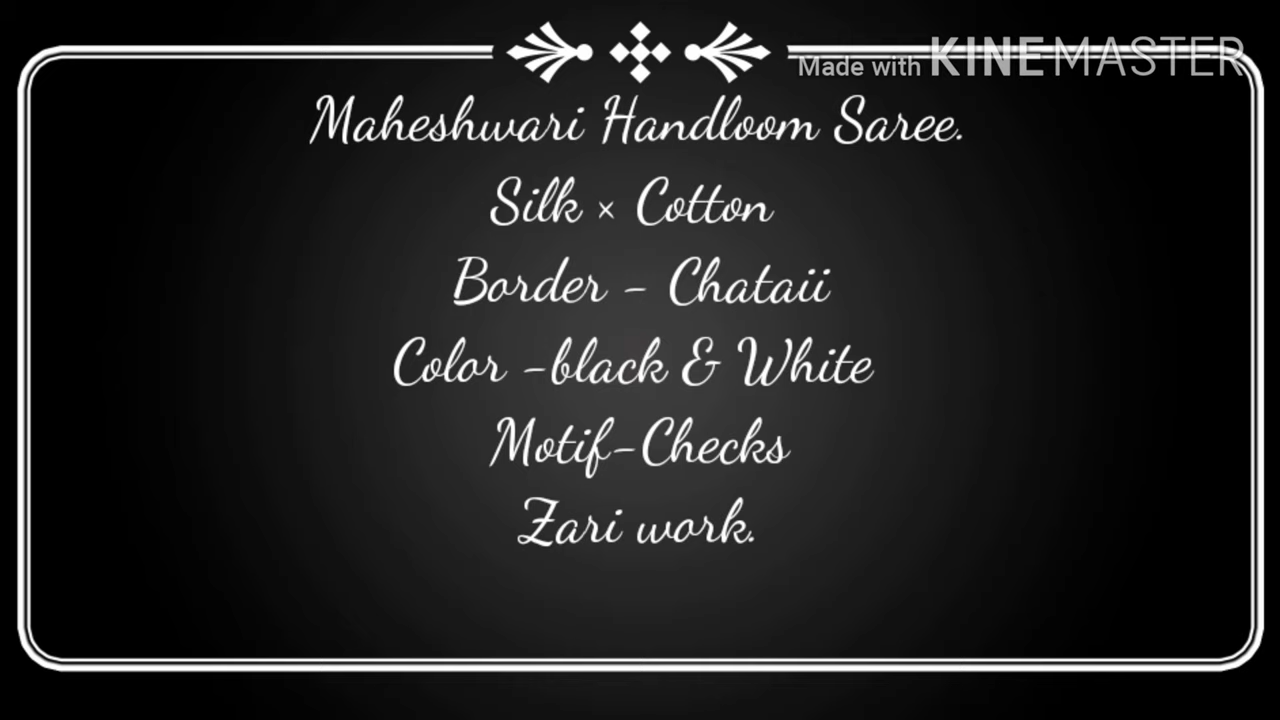 Made with KINEMASTER
Maheshwari Handloom Saree.
Silk × Cotton
Border - Chataii
Color -black & White
Motif-Checks
Zari work.